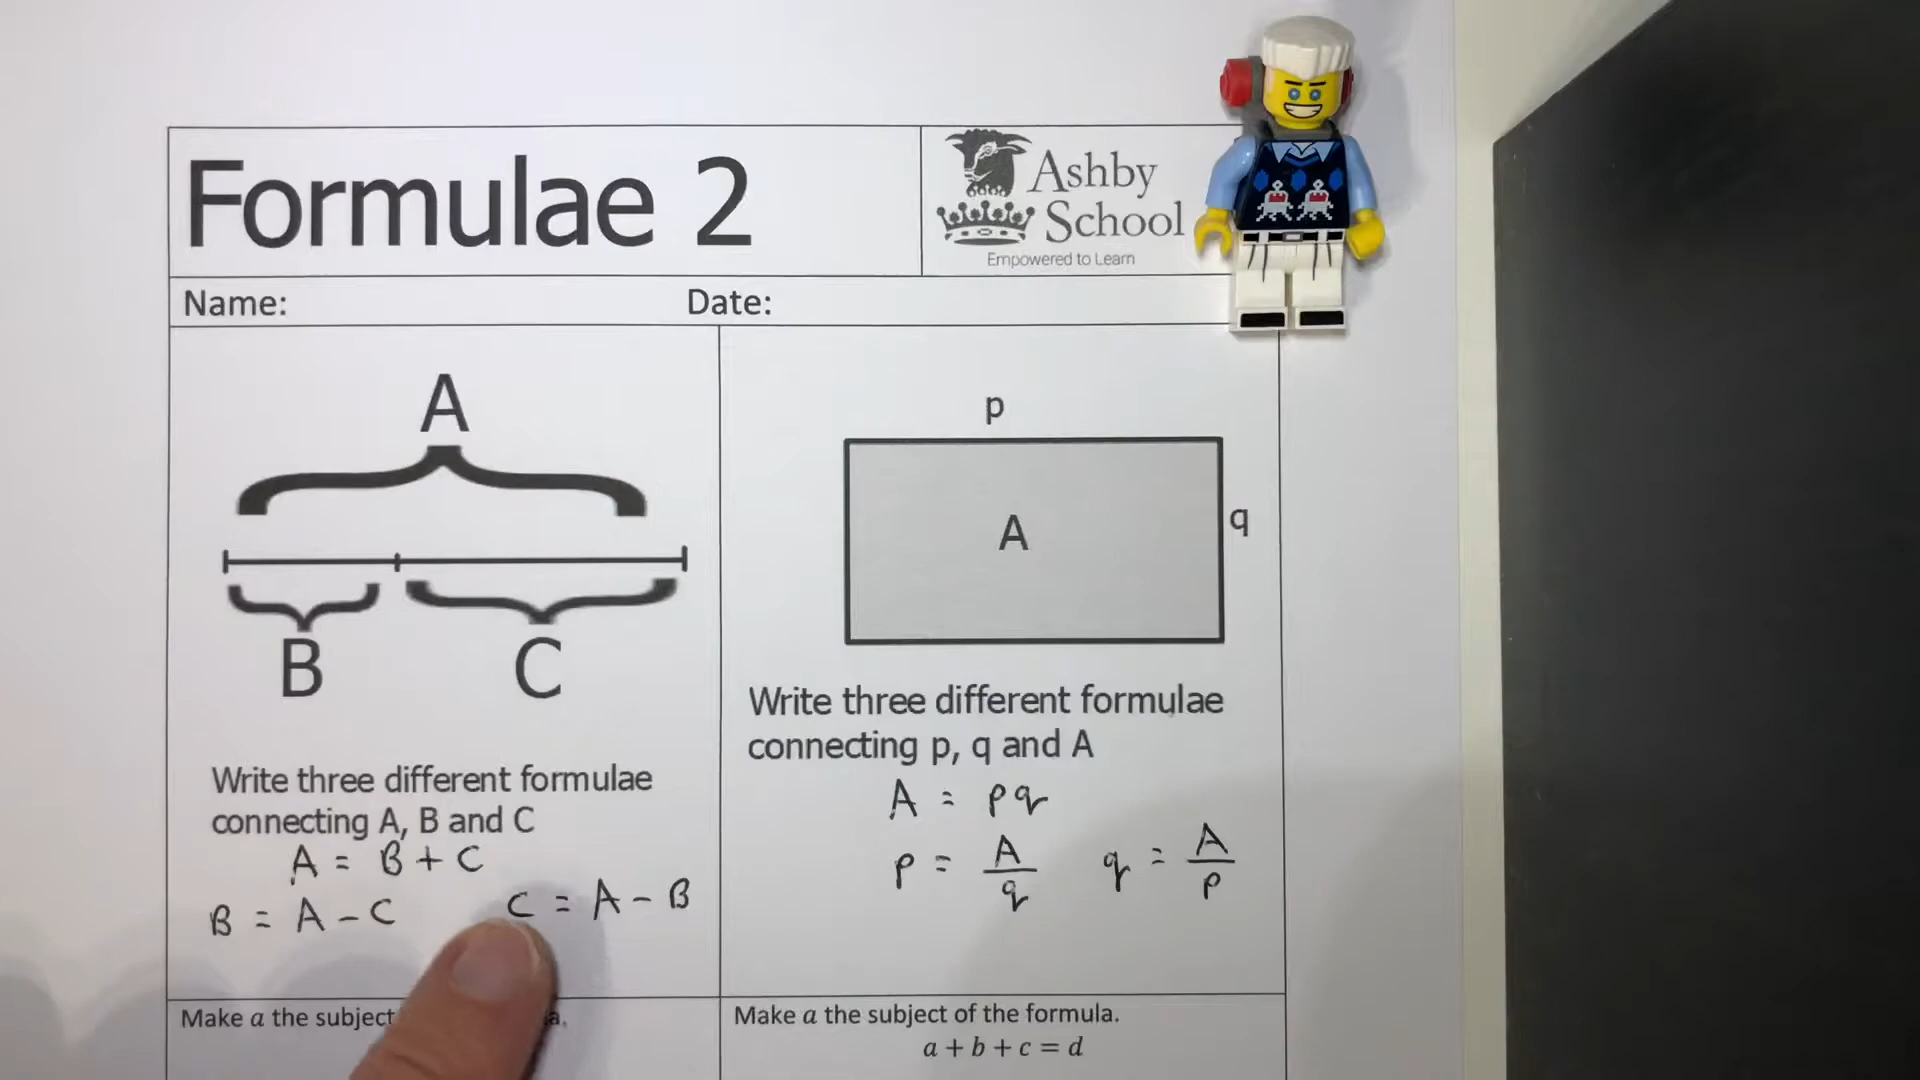 Formulae 2
Ashby
School
Empowered to Learn
Name:
Date:
A
B
C
Write three different formulae
connecting A, B and C
A = B + C
B = A - C
C = A - B
p
A
q
Write three different formulae
connecting p, q and A
A = pq
p = A/q
q = A/p
Make a the subject
Make a the subject of the formula.
a + b + c = d